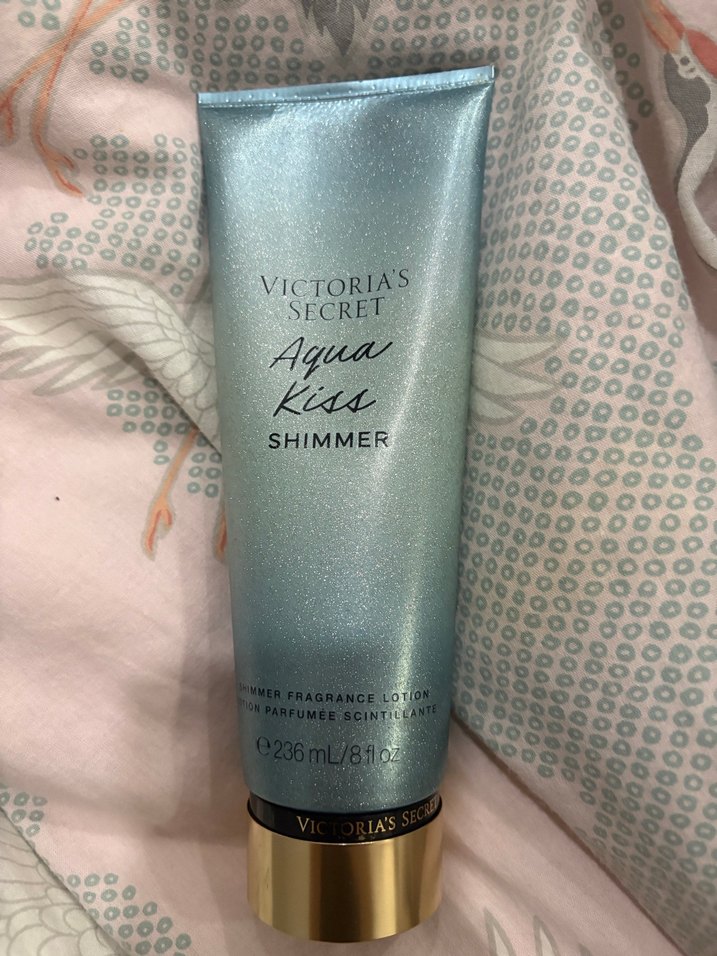 VICTORIA'S
SECRET
Aqua
Kiss
SHIMMER
SHIMMER FRAGRANCE LOTION
LOTION PARFUMÉE SCINTILLANTE
℮ 236 mL/8 fl oz
VICTORIA'S SECRET